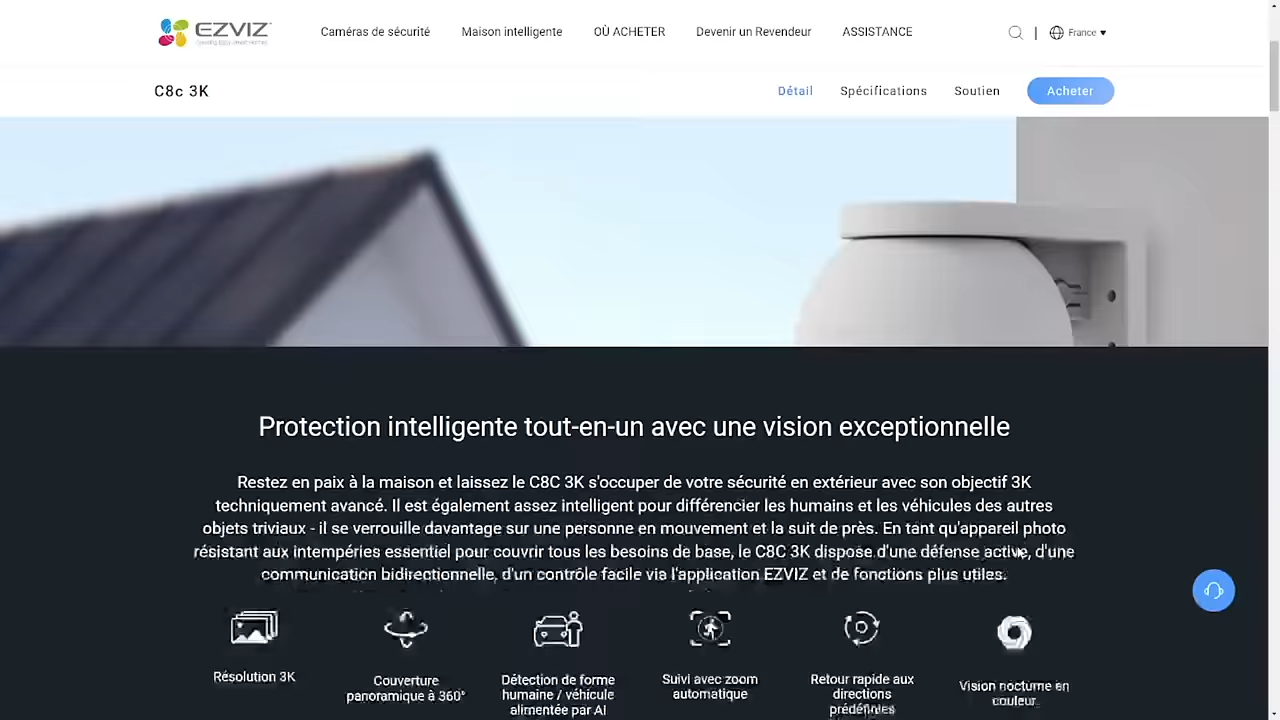 EZVIZ
Caméras de sécurité Maison intelligente OÙ ACHETER Devenir un Revendeur ASSISTANCE France
C8c 3K
Détail Spécifications Soutien Acheter
Protection intelligente tout-en-un avec une vision exceptionnelle
Restez en paix à la maison et laissez le C8C 3K s'occuper de votre sécurité en extérieur avec son objectif 3K
techniquement avancé. Il est également assez intelligent pour différencier les humains et les véhicules des autres
objets triviaux - il se verrouille davantage sur une personne en mouvement et la suit de près. En tant qu'appareil photo
résistant aux intempéries essentiel pour couvrir tous les besoins de base, le C8C 3K dispose d'une défense active, d'une
communication bidirectionnelle, d'un contrôle facile via l'application EZVIZ et de fonctions plus utiles.
Résolution 3K
Couverture
panoramique à 360°
Détection de forme
humaine / véhicule
alimentée par AI
Suivi avec zoom
automatique
Retour rapide aux
directions
prédéfinies
Vision nocturne en
couleur